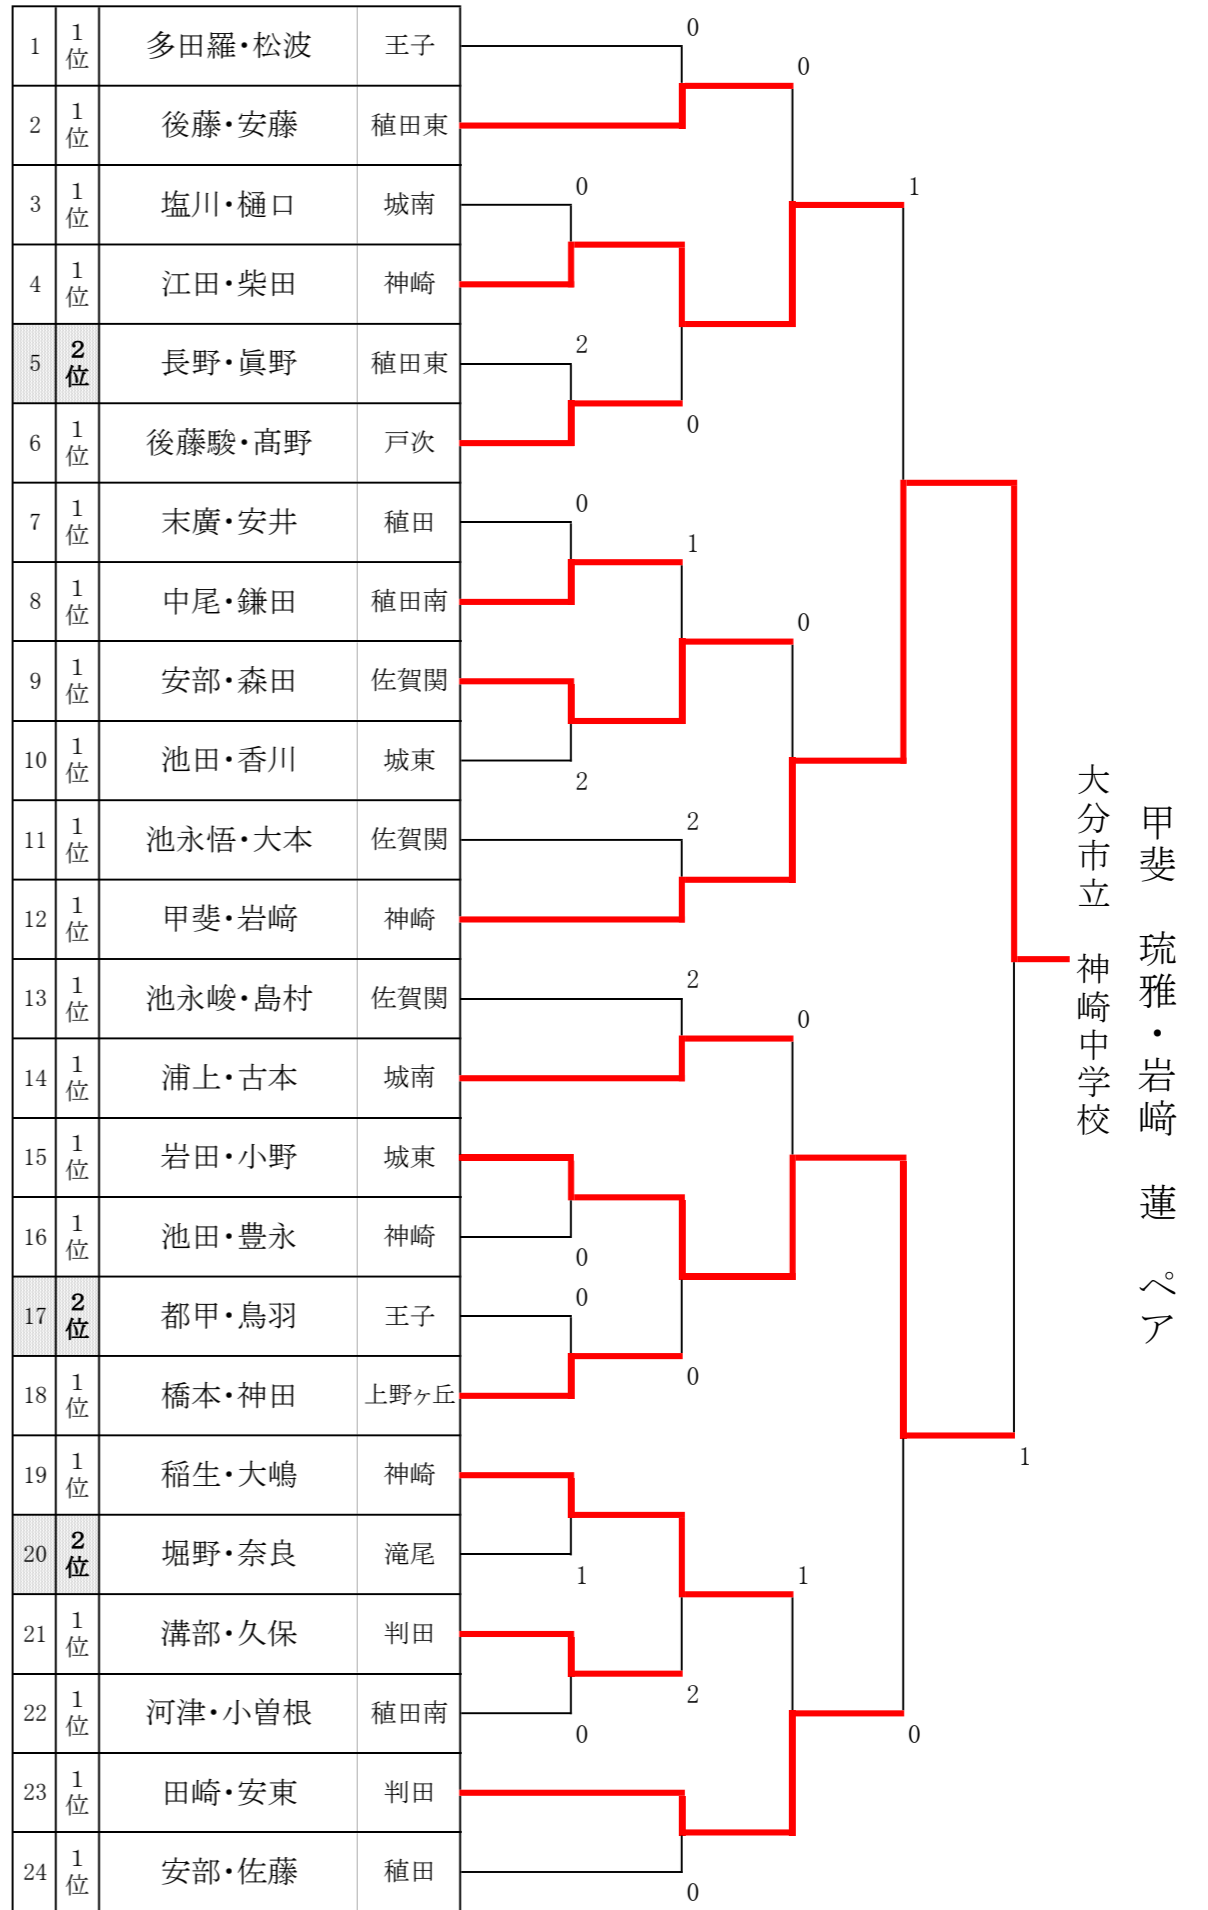 1 1位 多田羅・松波 王子
2 1位 後藤・安藤 稙田東
3 1位 塩川・樋口 城南
4 1位 江田・柴田 神崎
5 2位 長野・眞野 稙田東
6 1位 後藤駿・髙野 戸次
7 1位 末廣・安井 稙田
8 1位 中尾・鎌田 稙田南
9 1位 安部・森田 佐賀関
10 1位 池田・香川 城東
11 1位 池永悟・大本 佐賀関
12 1位 甲斐・岩﨑 神崎
13 1位 池永峻・島村 佐賀関
14 1位 浦上・古本 城南
15 1位 岩田・小野 城東
16 1位 池田・豊永 神崎
17 2位 都甲・鳥羽 王子
18 1位 橋本・神田 上野ヶ丘
19 1位 稲生・大嶋 神崎
20 2位 堀野・奈良 滝尾
21 1位 溝部・久保 判田
22 1位 河津・小曽根 稙田南
23 1位 田崎・安東 判田
24 1位 安部・佐藤 稙田
0
0
0
1
2
0
0
1
0
2
2
2
0
0
0
0
1
1
1
2
0
0
0
甲斐 琉雅・岩﨑 蓮 ペア
大分市立 神崎中学校